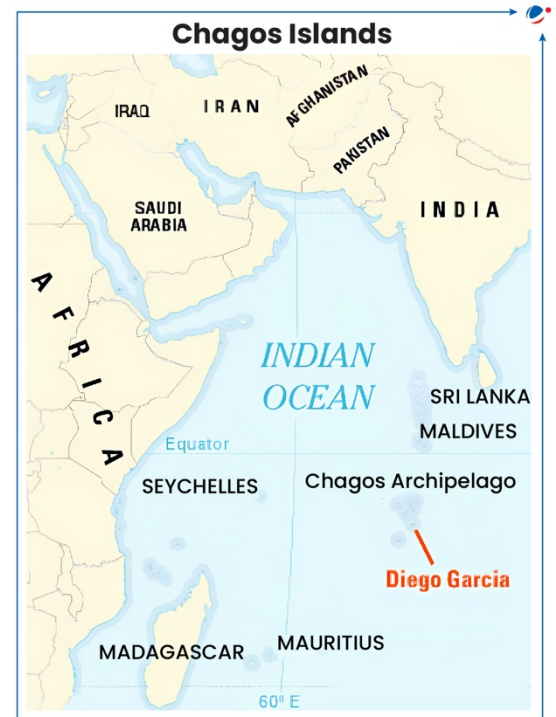 Chagos Islands
IRAQ
IRAN
AFGHANISTAN
PAKISTAN
SAUDI
ARABIA
INDIA
AFRICA
INDIAN
OCEAN
SRI LANKA
MALDIVES
Equator
SEYCHELLES
Chagos Archipelago
Diego Garcia
MADAGASCAR
MAURITIUS
60° E